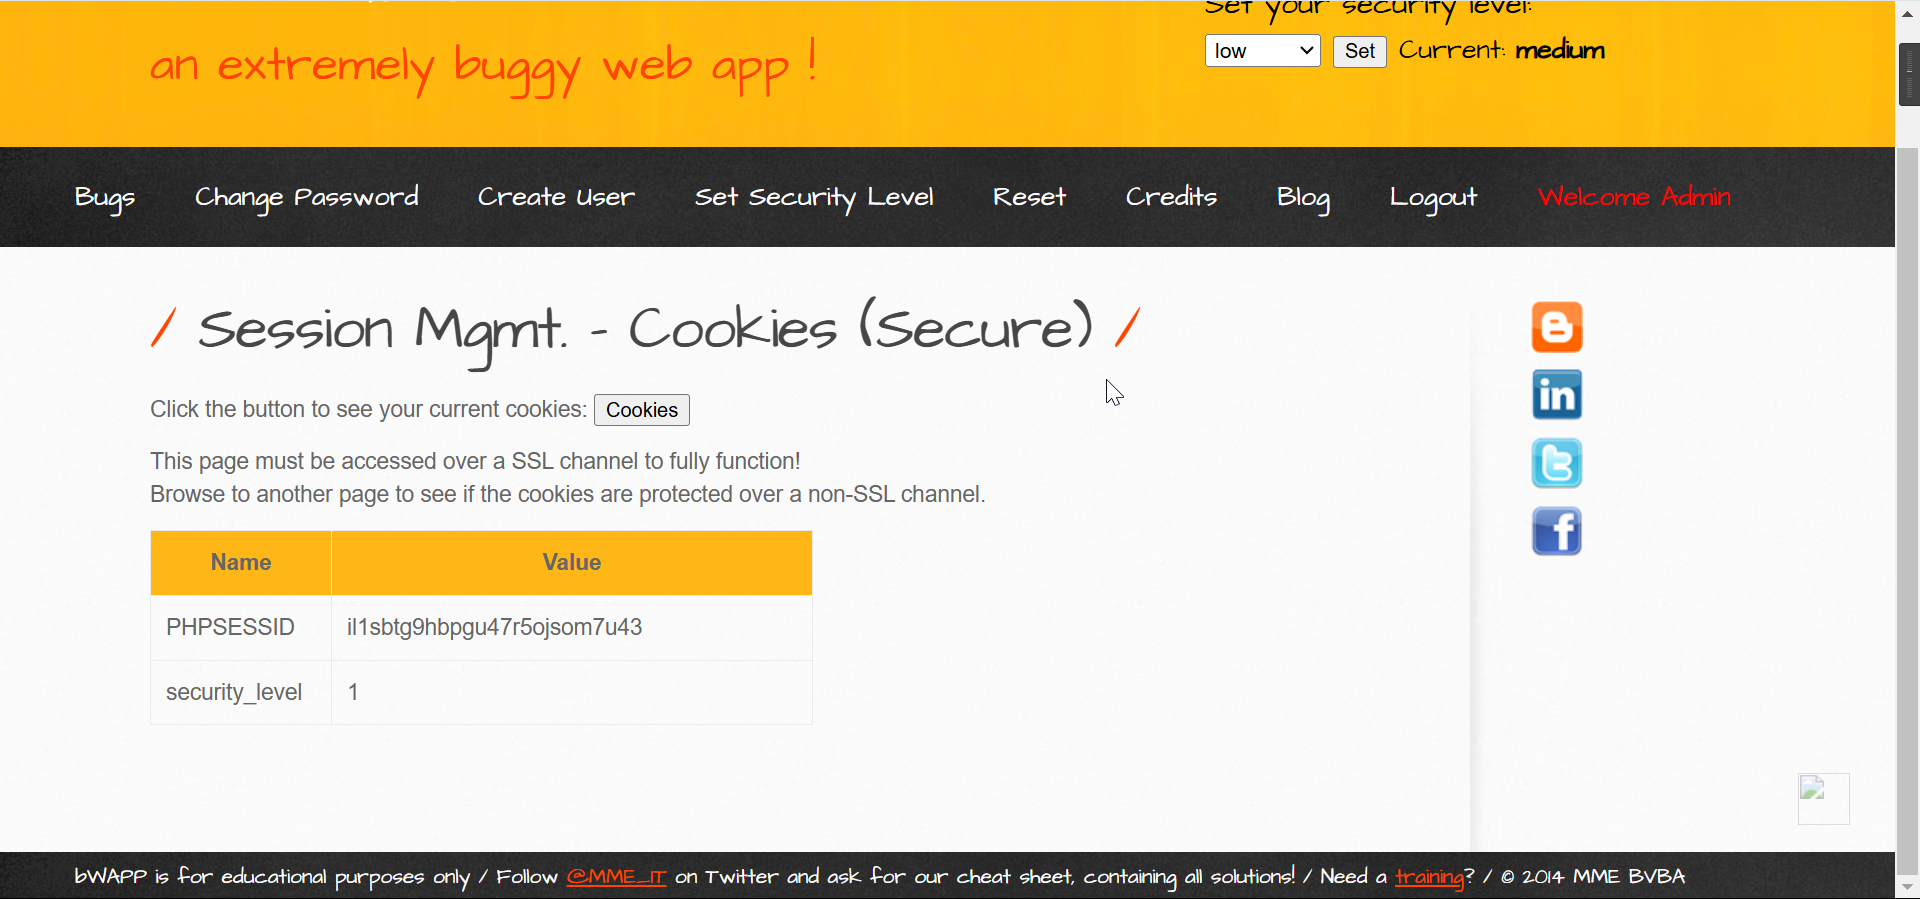 Set your security level:
an extremely buggy web app !
low Set Current: medium
Bugs Change Password Create User Set Security Level Reset Credits Blog Logout Welcome Admin
/ Session Mgmt. - Cookies (Secure) /
Click the button to see your current cookies: Cookies
This page must be accessed over a SSL channel to fully function!
Browse to another page to see if the cookies are protected over a non-SSL channel.
Name Value
PHPSESSID il1sbtg9hbpgu47r5ojsom7u43
security_level 1
bWAPP is for educational purposes only / Follow @MME_IT on Twitter and ask for our cheat sheet, containing all solutions! / Need a training? / © 2014 MME BVBA